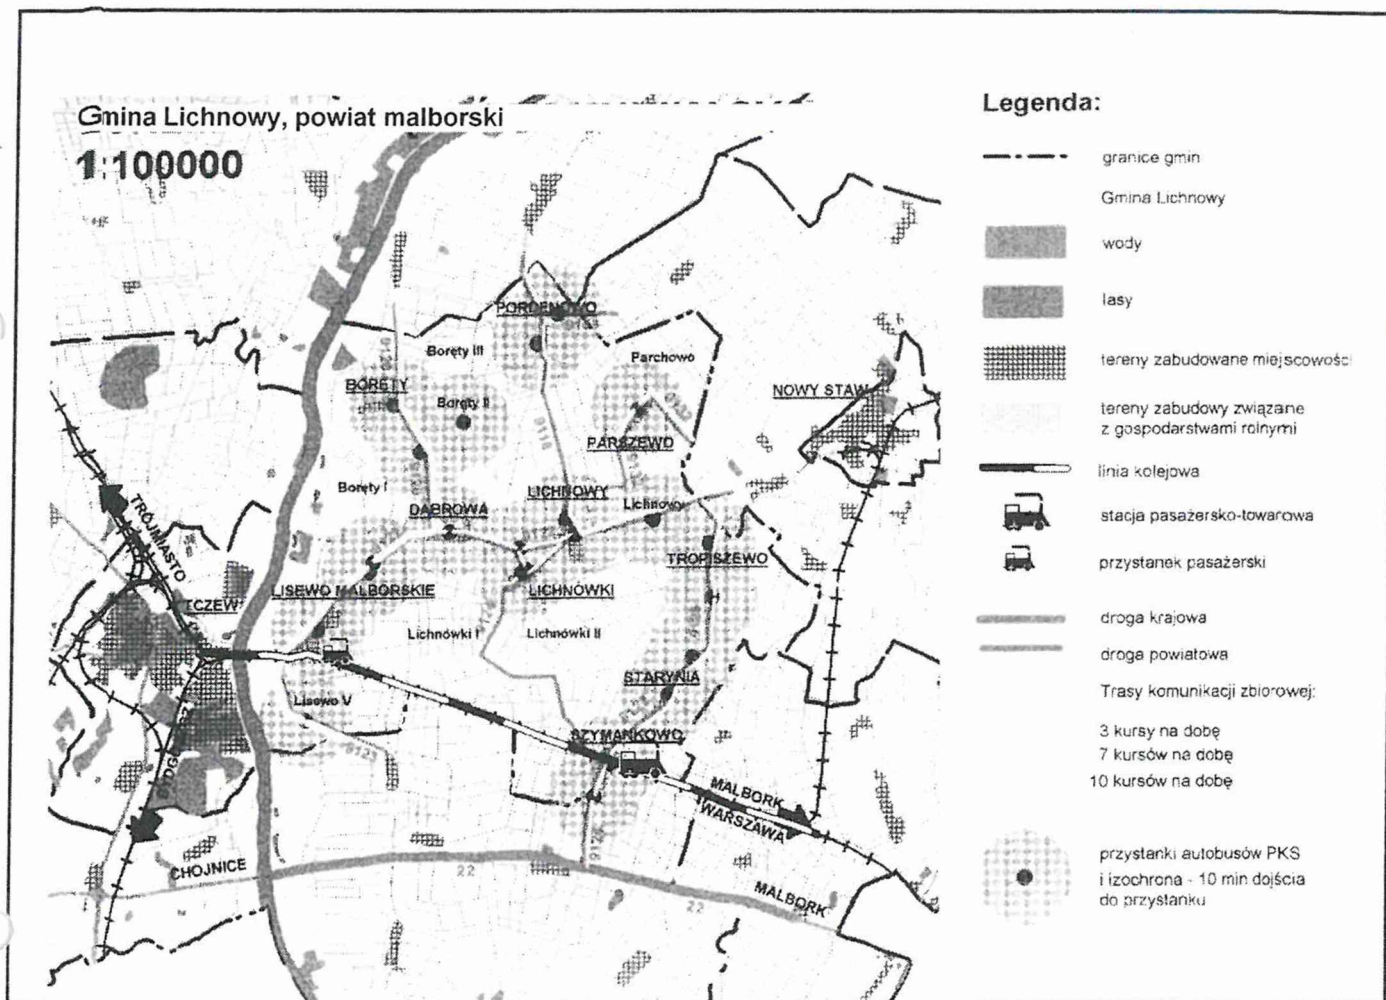 Gmina Lichnowy, powiat malborski
1:100000
PORDENOWO
Boręty III
Parchowo
BORĘTY
Boręty II
NOWY STAW
9118
PARSZEWO
Boręty I
LICHNOWY
DĄBROWA
Lichnowy
TRÓJMIASTO
TROPISZEWO
TCZEW
LISEWO MALBORSKIE
LICHNÓWKI
Lichnówki I
Lichnówki II
STARYNIA
Lisewo V
SZYMANKOWO
9123
MALBORK
WARSZAWA
CHOJNICE
22
MALBORK
22
Legenda:
granice gmin
Gmina Lichnowy
wody
lasy
tereny zabudowane miejscowośc
tereny zabudowy związane
z gospodarstwami rolnymi
linia kolejowa
stacja pasażersko-towarowa
przystanek pasażerski
droga krajowa
droga powiatowa
Trasy komunikacji zbiorowej:
3 kursy na dobę
7 kursów na dobę
10 kursów na dobę
przystanki autobusów PKS
i izochrona - 10 min dojścia
do przystanku